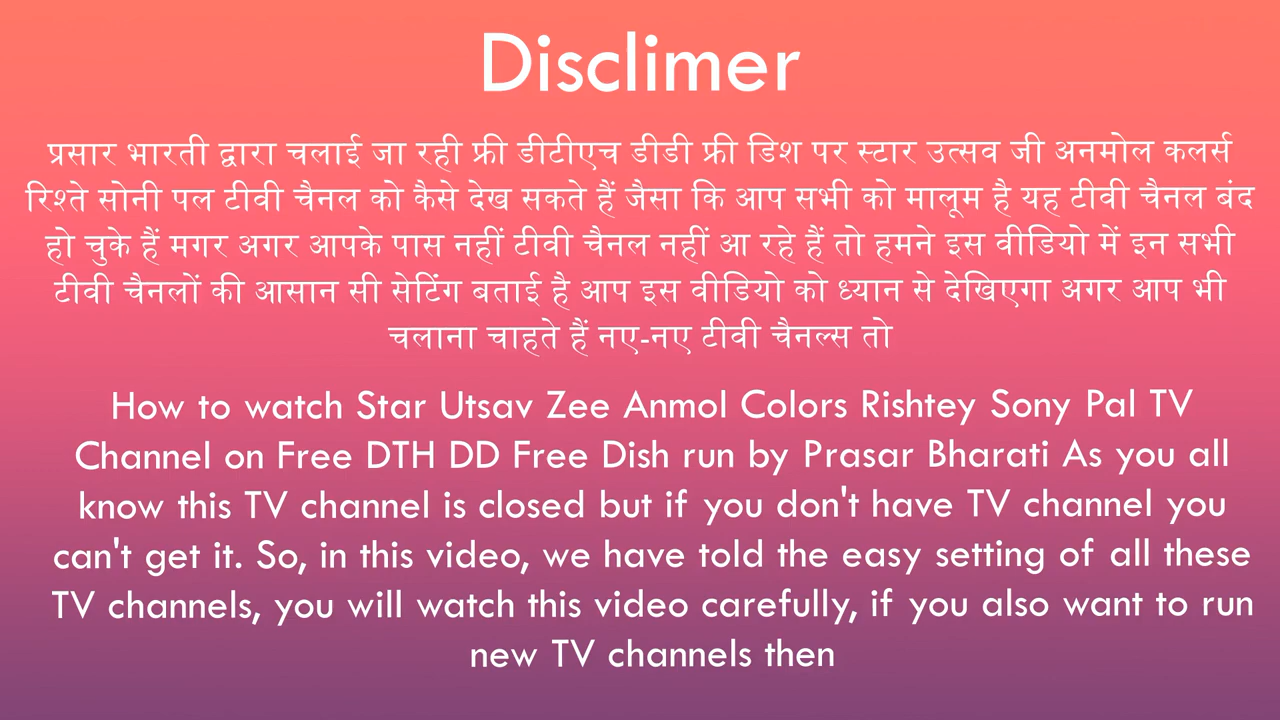 Disclimer
प्रसार भारती द्वारा चलाई जा रही फ्री डीटीएच डीडी फ्री डिश पर स्टार उत्सव जी अनमोल कलर्स
रिश्ते सोनी पल टीवी चैनल को कैसे देख सकते हैं जैसा कि आप सभी को मालूम है यह टीवी चैनल बंद
हो चुके हैं मगर अगर आपके पास नहीं टीवी चैनल नहीं आ रहे हैं तो हमने इस वीडियो में इन सभी
टीवी चैनलों की आसान सी सेटिंग बताई है आप इस वीडियो को ध्यान से देखिएगा अगर आप भी
चलाना चाहते हैं नए-नए टीवी चैनल्स तो
How to watch Star Utsav Zee Anmol Colors Rishtey Sony Pal TV
Channel on Free DTH DD Free Dish run by Prasar Bharati As you all
know this TV channel is closed but if you don't have TV channel you
can't get it. So, in this video, we have told the easy setting of all these
TV channels, you will watch this video carefully, if you also want to run
new TV channels then